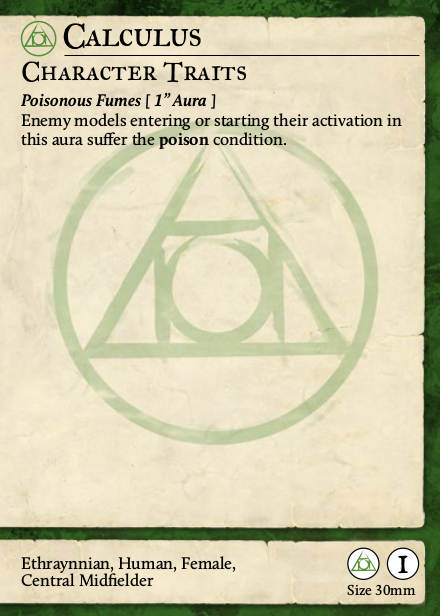 Calculus
Character Traits
Poisonous Fumes [ 1” Aura ]
Enemy models entering or starting their activation in
this aura suffer the poison condition.
Ethraynnian, Human, Female,
Central Midfielder
I
Size 30mm